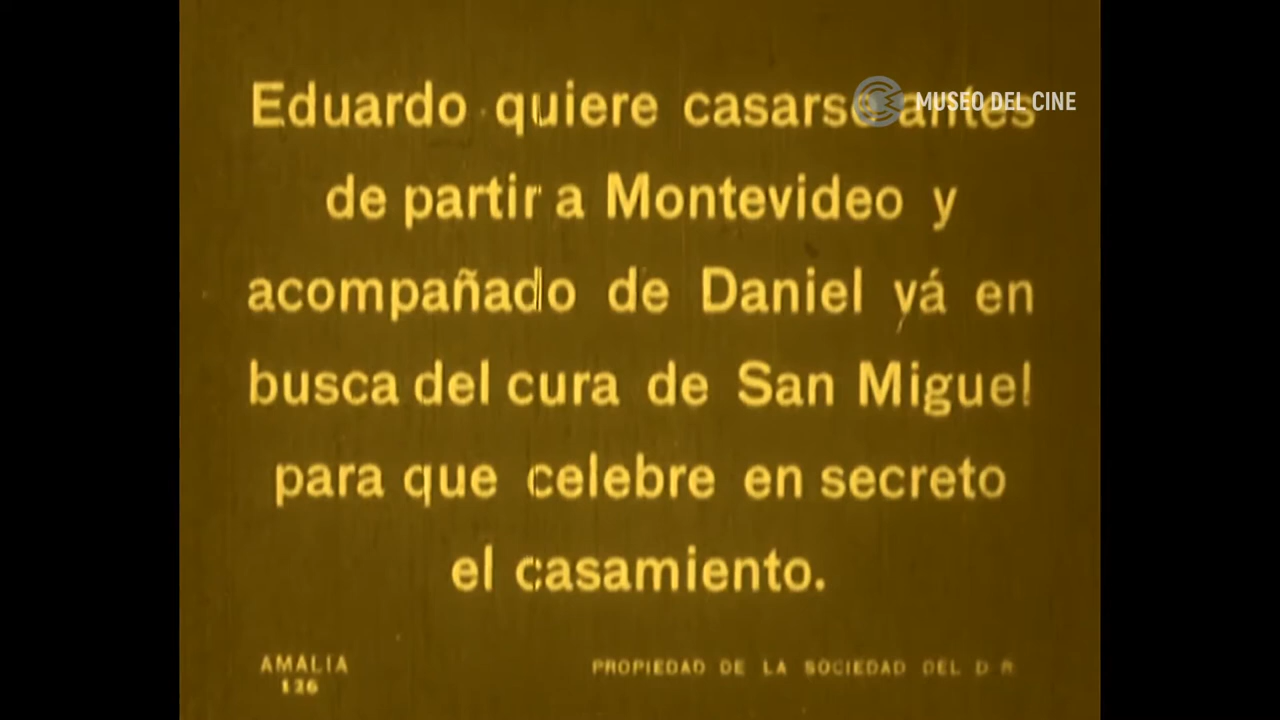 Eduardo quiere casarse antes
MUSEO DEL CINE
de partir a Montevideo y
acompañado de Daniel yá en
busca del cura de San Miguel
para que celebre en secreto
el casamiento.
AMALIA
126
PROPIEDAD DE LA SOCIEDAD DEL D R